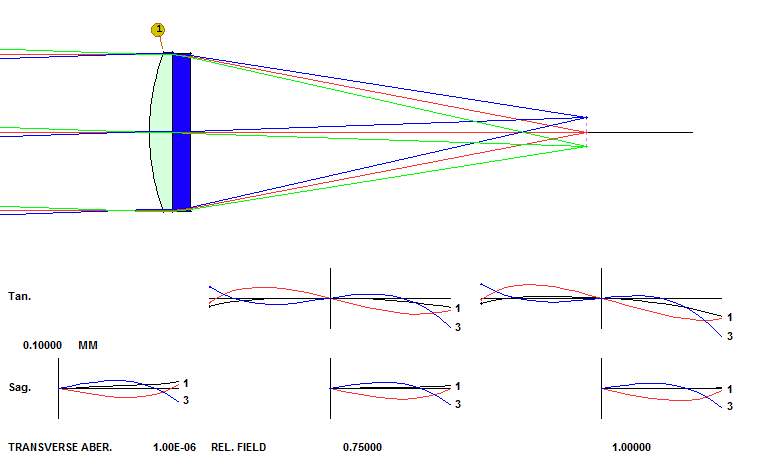 1
Tan.
1
3
1
3
0.10000 MM
Sag.
1
3
1
3
1
3
TRANSVERSE ABER. 1.00E-06 REL. FIELD 0.75000 1.00000